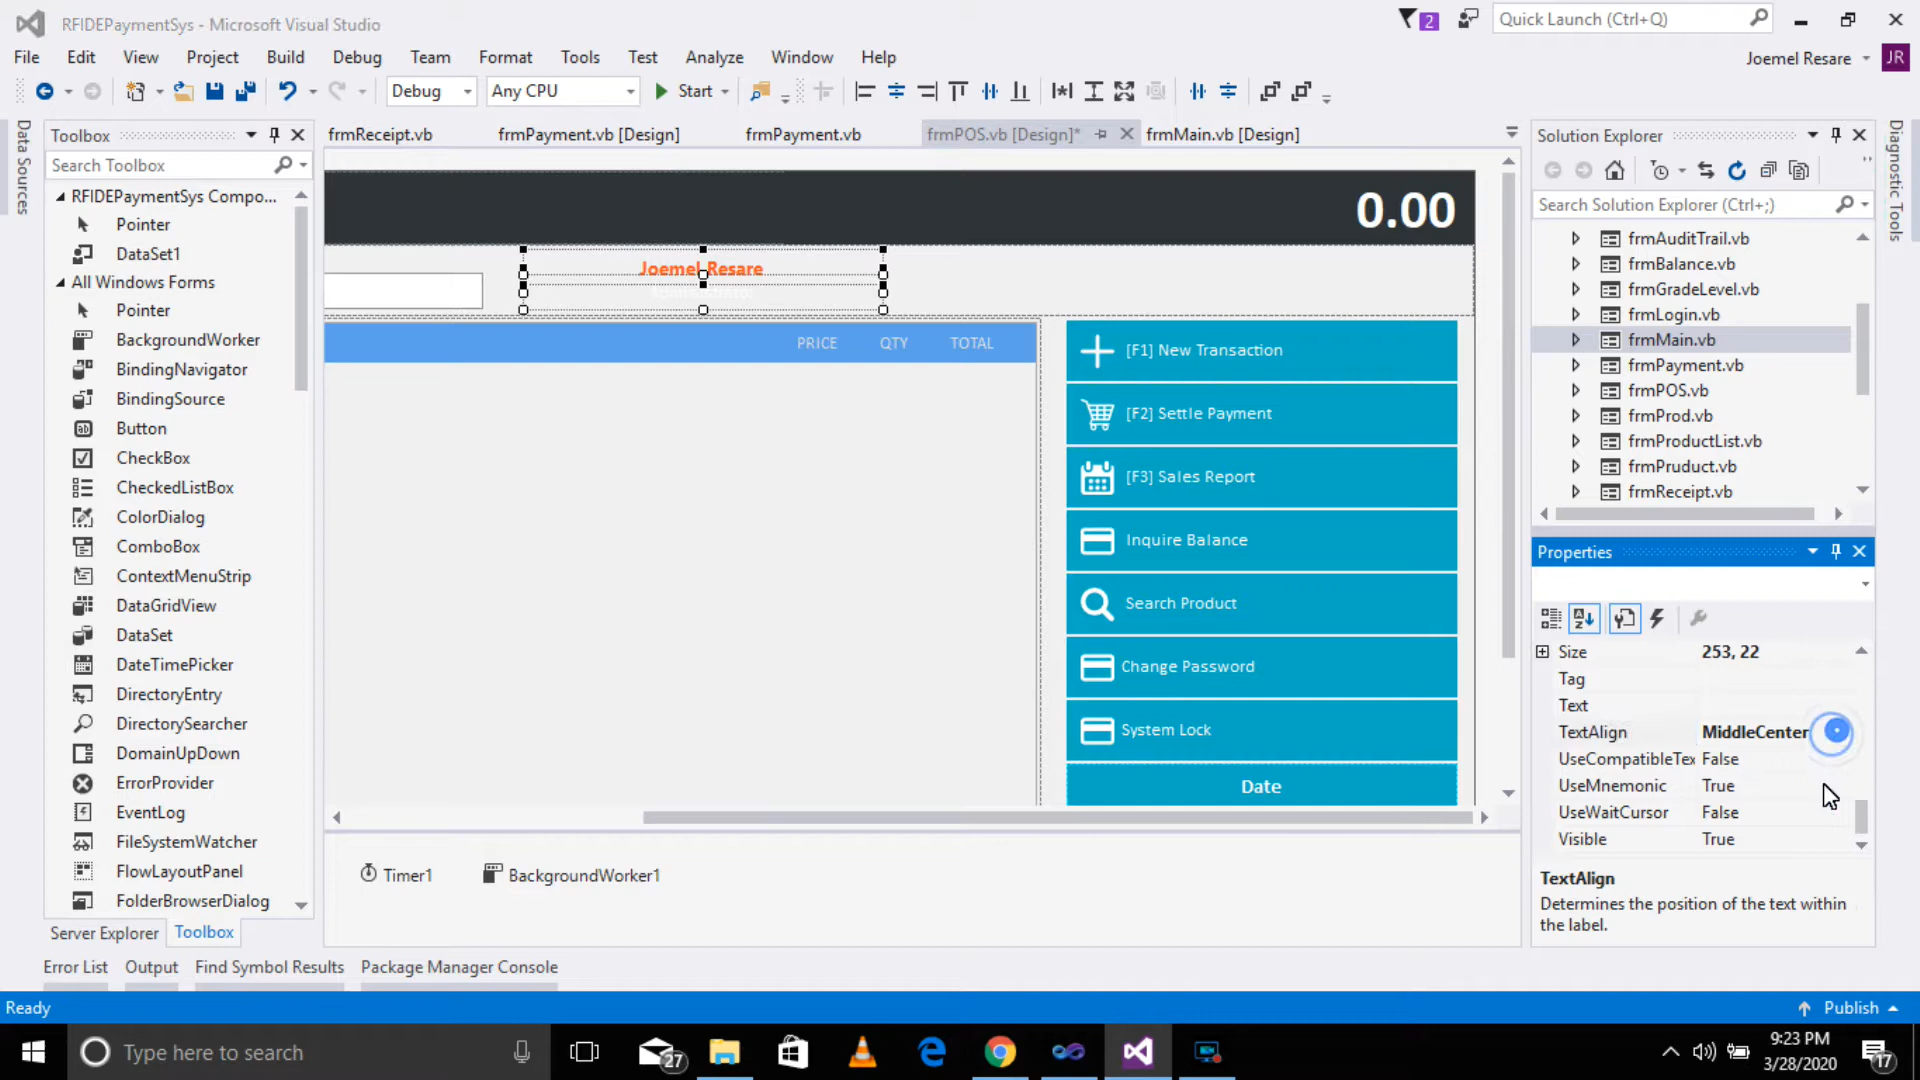 RFIDEPaymentSys - Microsoft Visual Studio
2
Quick Launch (Ctrl+Q)
File Edit View Project Build Debug Team Format Tools Test Analyze Window Help
Joemel Resare JR
Debug Any CPU Start
Data Sources
Toolbox
Search Toolbox
RFIDEPaymentSys Compo...
Pointer
DataSet1
All Windows Forms
Pointer
BackgroundWorker
BindingNavigator
BindingSource
Button
CheckBox
CheckedListBox
ColorDialog
ComboBox
ContextMenuStrip
DataGridView
DataSet
DateTimePicker
DirectoryEntry
DirectorySearcher
DomainUpDown
ErrorProvider
EventLog
FileSystemWatcher
FlowLayoutPanel
FolderBrowserDialog
Server Explorer Toolbox
frmReceipt.vb frmPayment.vb [Design] frmPayment.vb frmPOS.vb [Design]* frmMain.vb [Design]
0.00
Joemel Resare
PRICE QTY TOTAL
[F1] New Transaction
[F2] Settle Payment
[F3] Sales Report
Inquire Balance
Search Product
Change Password
System Lock
Date
Timer1 BackgroundWorker1
Solution Explorer
Search Solution Explorer (Ctrl+;)
frmAuditTrail.vb
frmBalance.vb
frmGradeLevel.vb
frmLogin.vb
frmMain.vb
frmPayment.vb
frmPOS.vb
frmProd.vb
frmProductList.vb
frmPruduct.vb
frmReceipt.vb
Diagnostic Tools
Properties
Size 253, 22
Tag
Text
TextAlign MiddleCenter
UseCompatibleTex False
UseMnemonic True
UseWaitCursor False
Visible True
TextAlign
Determines the position of the text within
the label.
Error List Output Find Symbol Results Package Manager Console
Ready
Publish
Type here to search
27
9:23 PM
3/28/2020
17